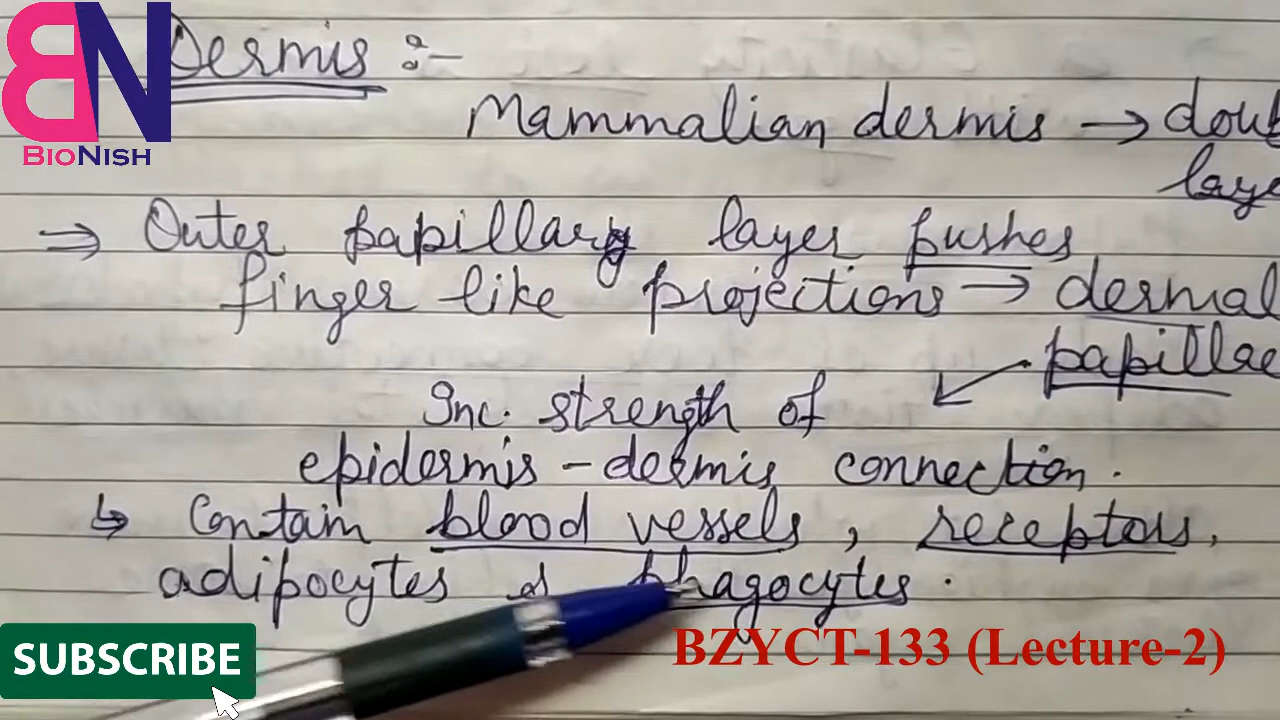 BN
BIONISH
Dermis :-
Mammalian dermis → doub
laye
⇒ Outer papillary layer pushes
finger like projections → dermal
papillae
Inc. strength of
epidermis - dermis connection.
↳ Contain blood vessels, receptors,
adipocytes & phagocytes.
BZYCT-133 (Lecture-2)
SUBSCRIBE